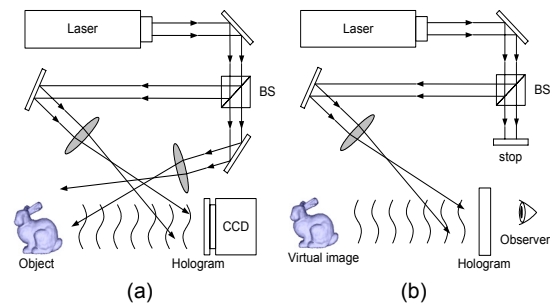 Laser
BS
CCD
Object
Hologram
(a)
Laser
BS
stop
Observer
Virtual image
Hologram
(b)